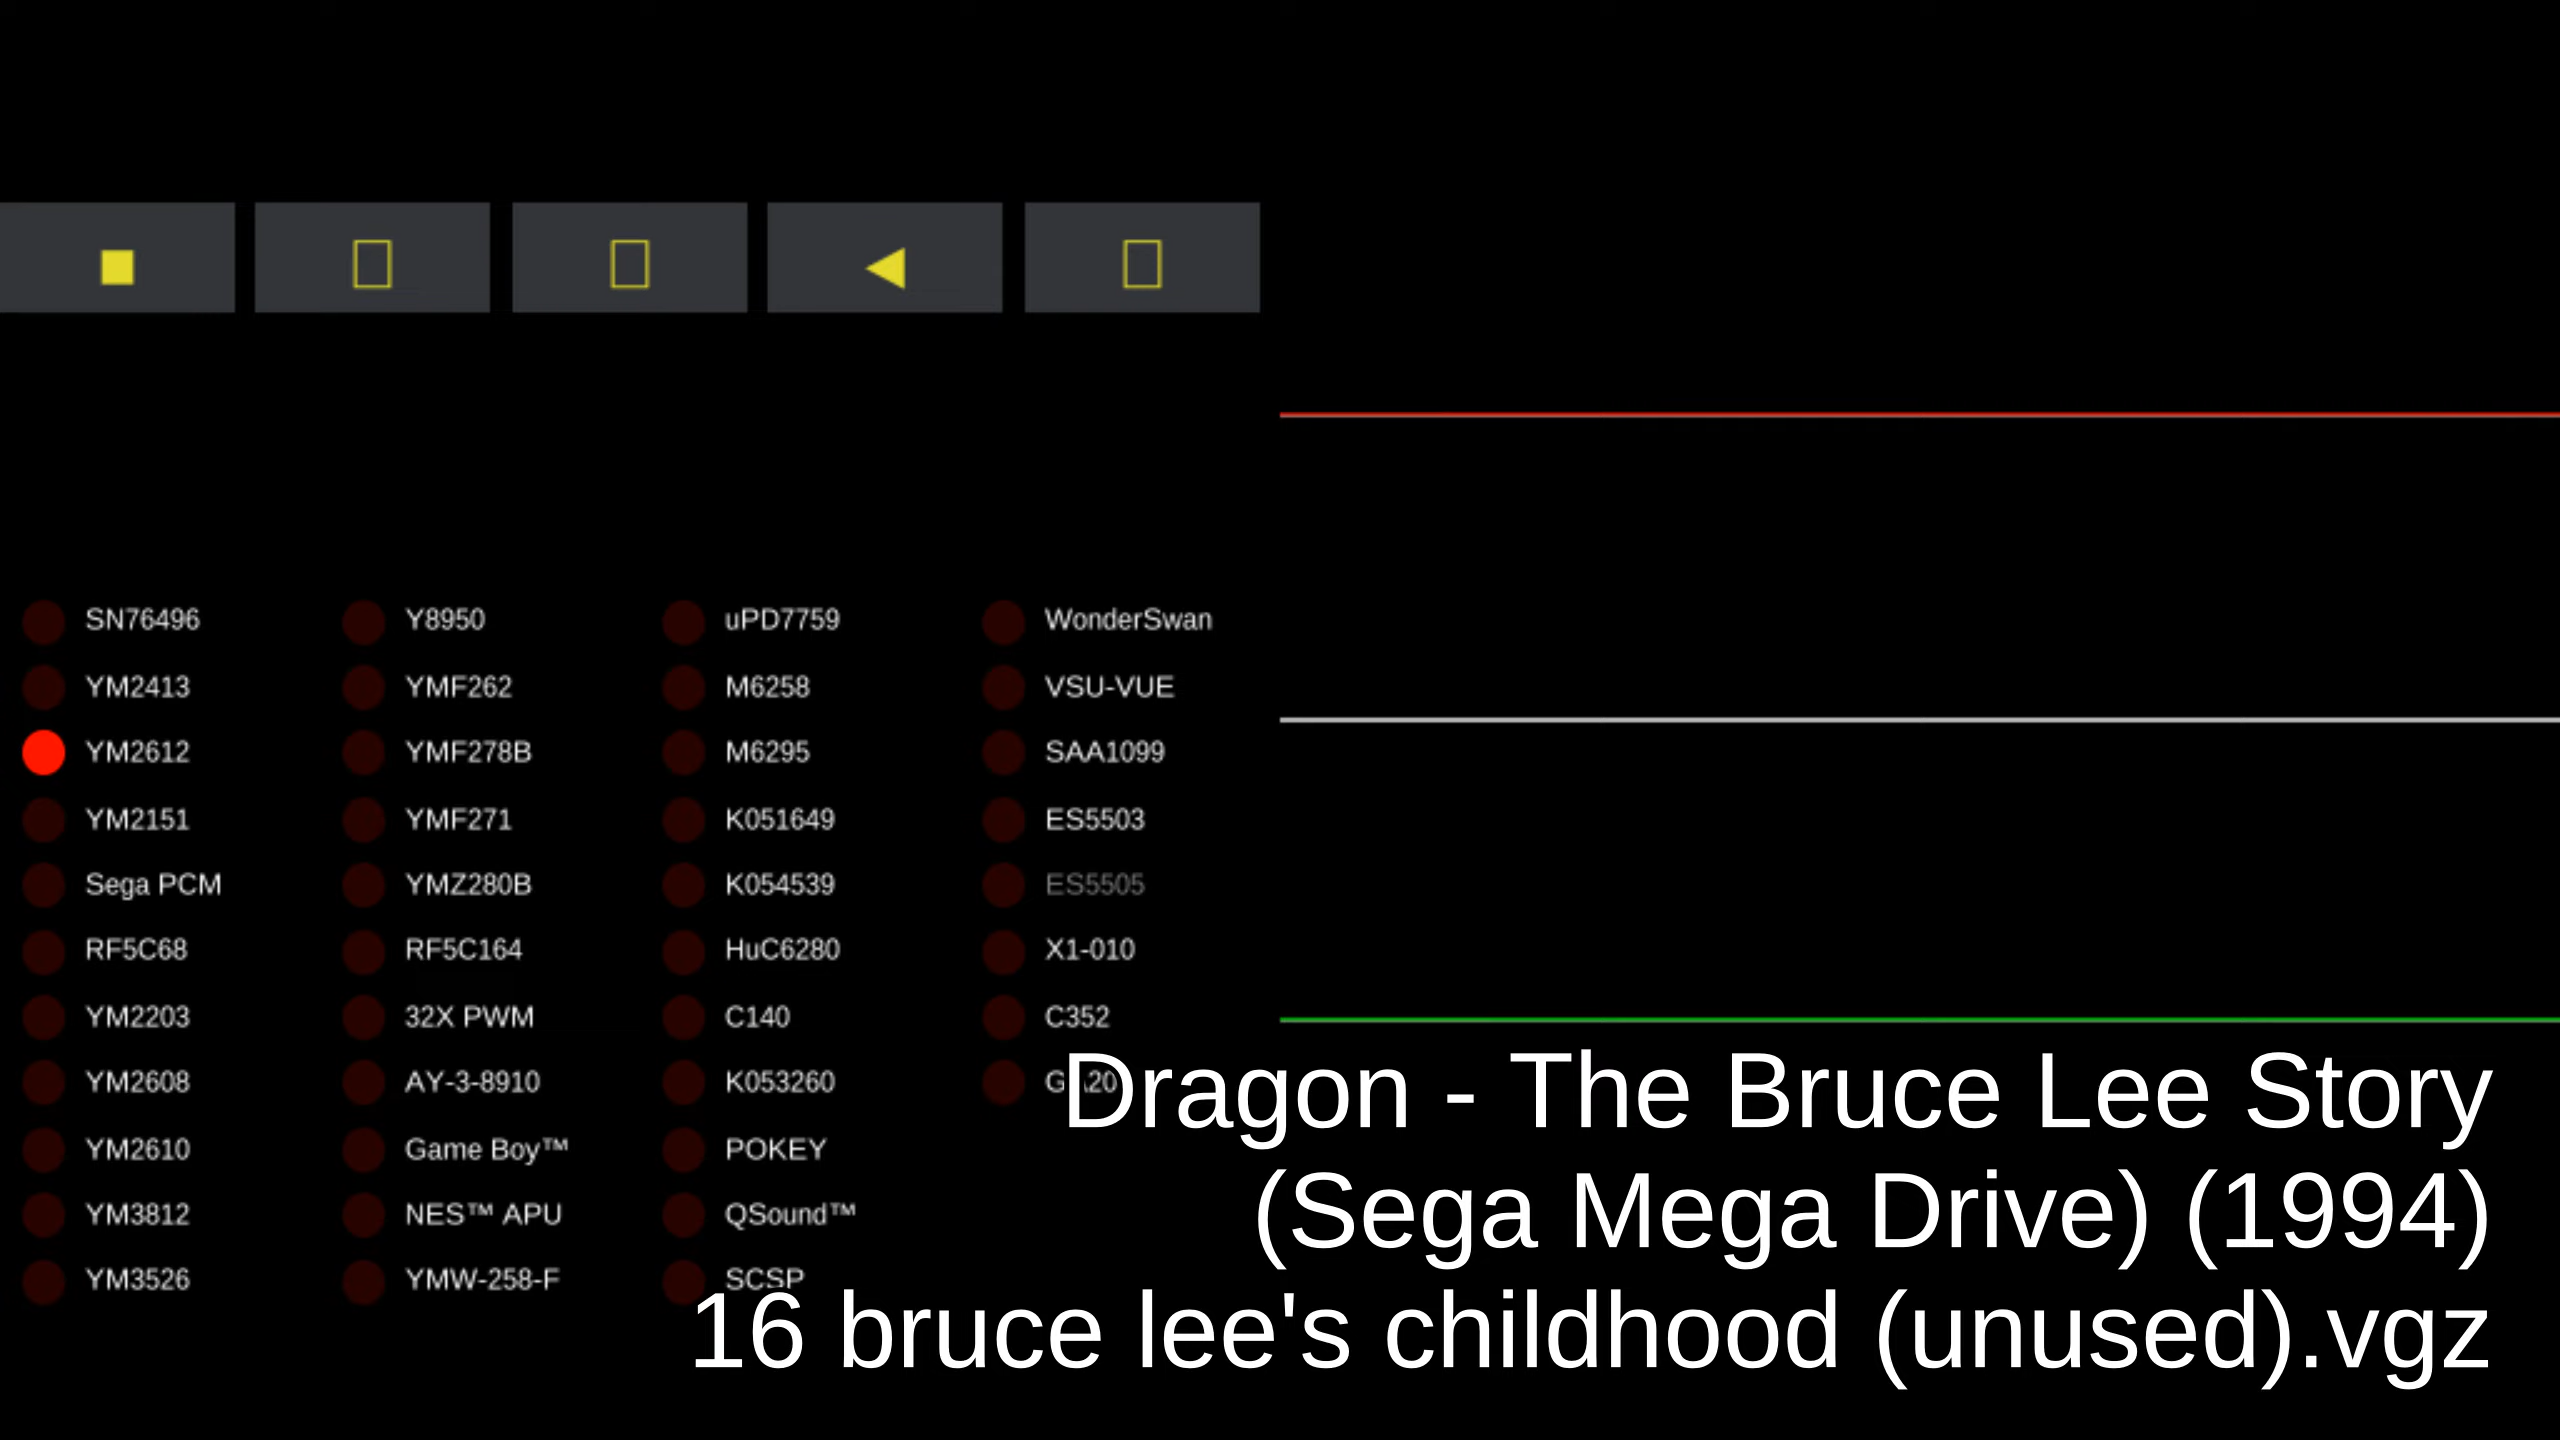 SN76496
YM2413
YM2612
YM2151
Sega PCM
RF5C68
YM2203
YM2608
YM2610
YM3812
YM3526
Y8950
YMF262
YMF278B
YMF271
YMZ280B
RF5C164
32X PWM
AY-3-8910
Game Boy™
NES™ APU
YMW-258-F
uPD7759
M6258
M6295
K051649
K054539
HuC6280
C140
K053260
POKEY
QSound™
SCSP
WonderSwan
VSU-VUE
SAA1099
ES5503
ES5505
X1-010
C352
Dragon - The Bruce Lee Story
(Sega Mega Drive) (1994)
16 bruce lee's childhood (unused).vgz